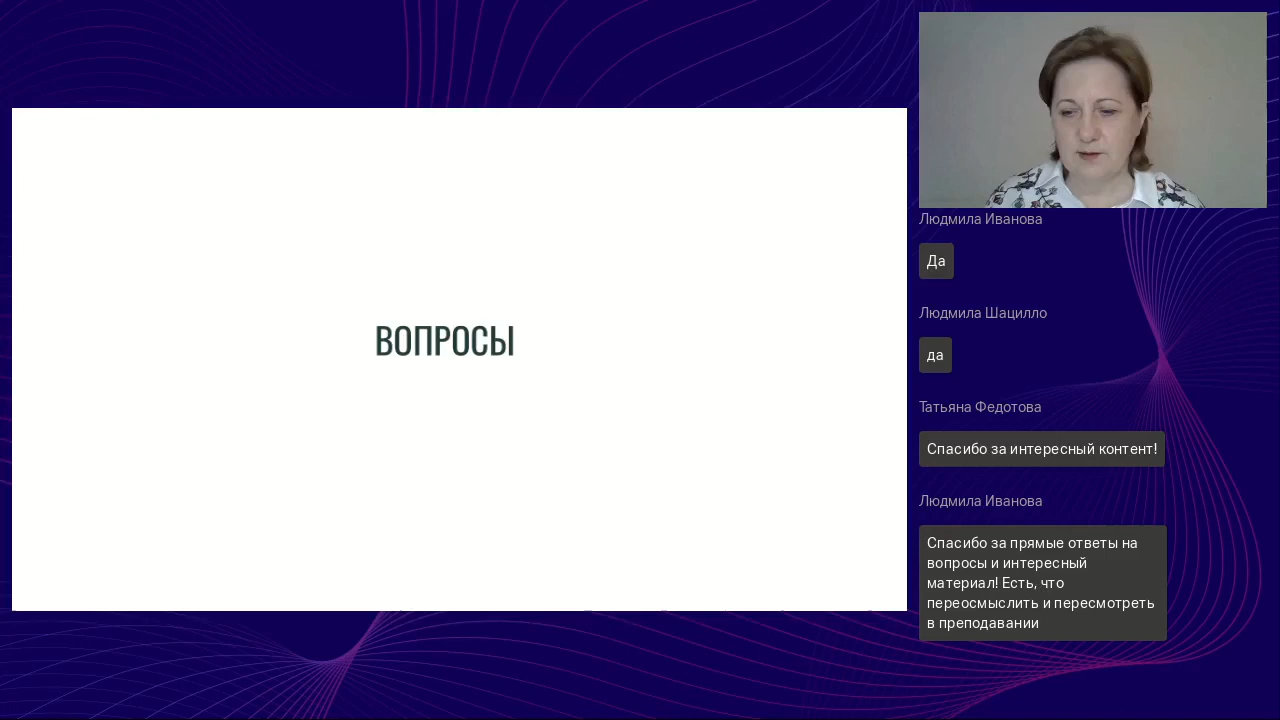 ВОПРОСЫ
Людмила Иванова
Да
Людмила Шацилло
да
Татьяна Федотова
Спасибо за интересный контент!
Людмила Иванова
Спасибо за прямые ответы на
вопросы и интересный
материал! Есть, что
переосмыслить и пересмотреть
в преподавании